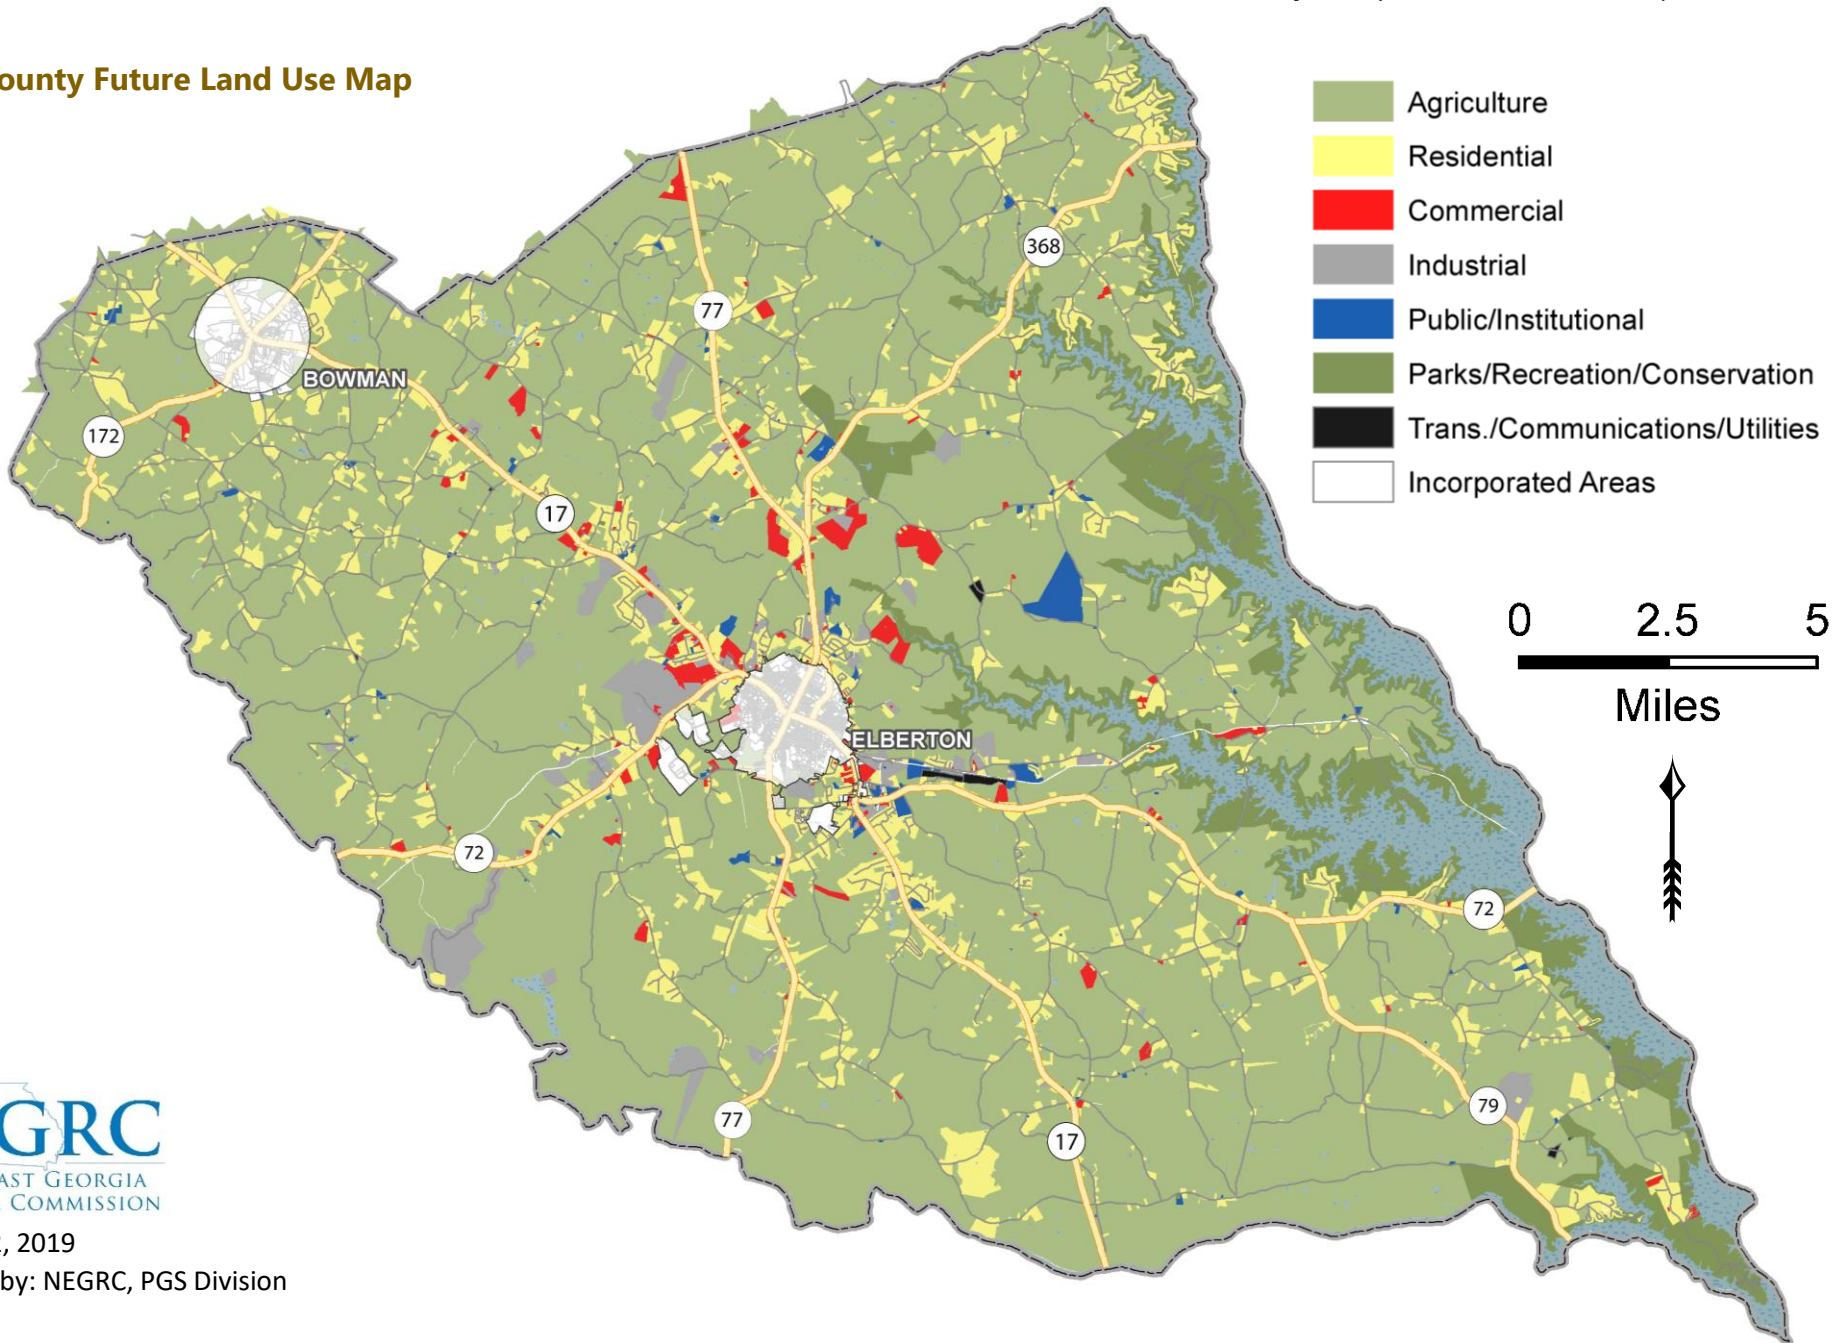 ounty Future Land Use Map
Agriculture
Residential
Commercial
Industrial
Public/Institutional
Parks/Recreation/Conservation
Trans./Communications/Utilities
Incorporated Areas
0 2.5 5
Miles
368
77
BOWMAN
172
17
ELBERTON
72
72
79
77
17
GRC
AST GEORGIA
COMMISSION
, 2019
by: NEGRC, PGS Division